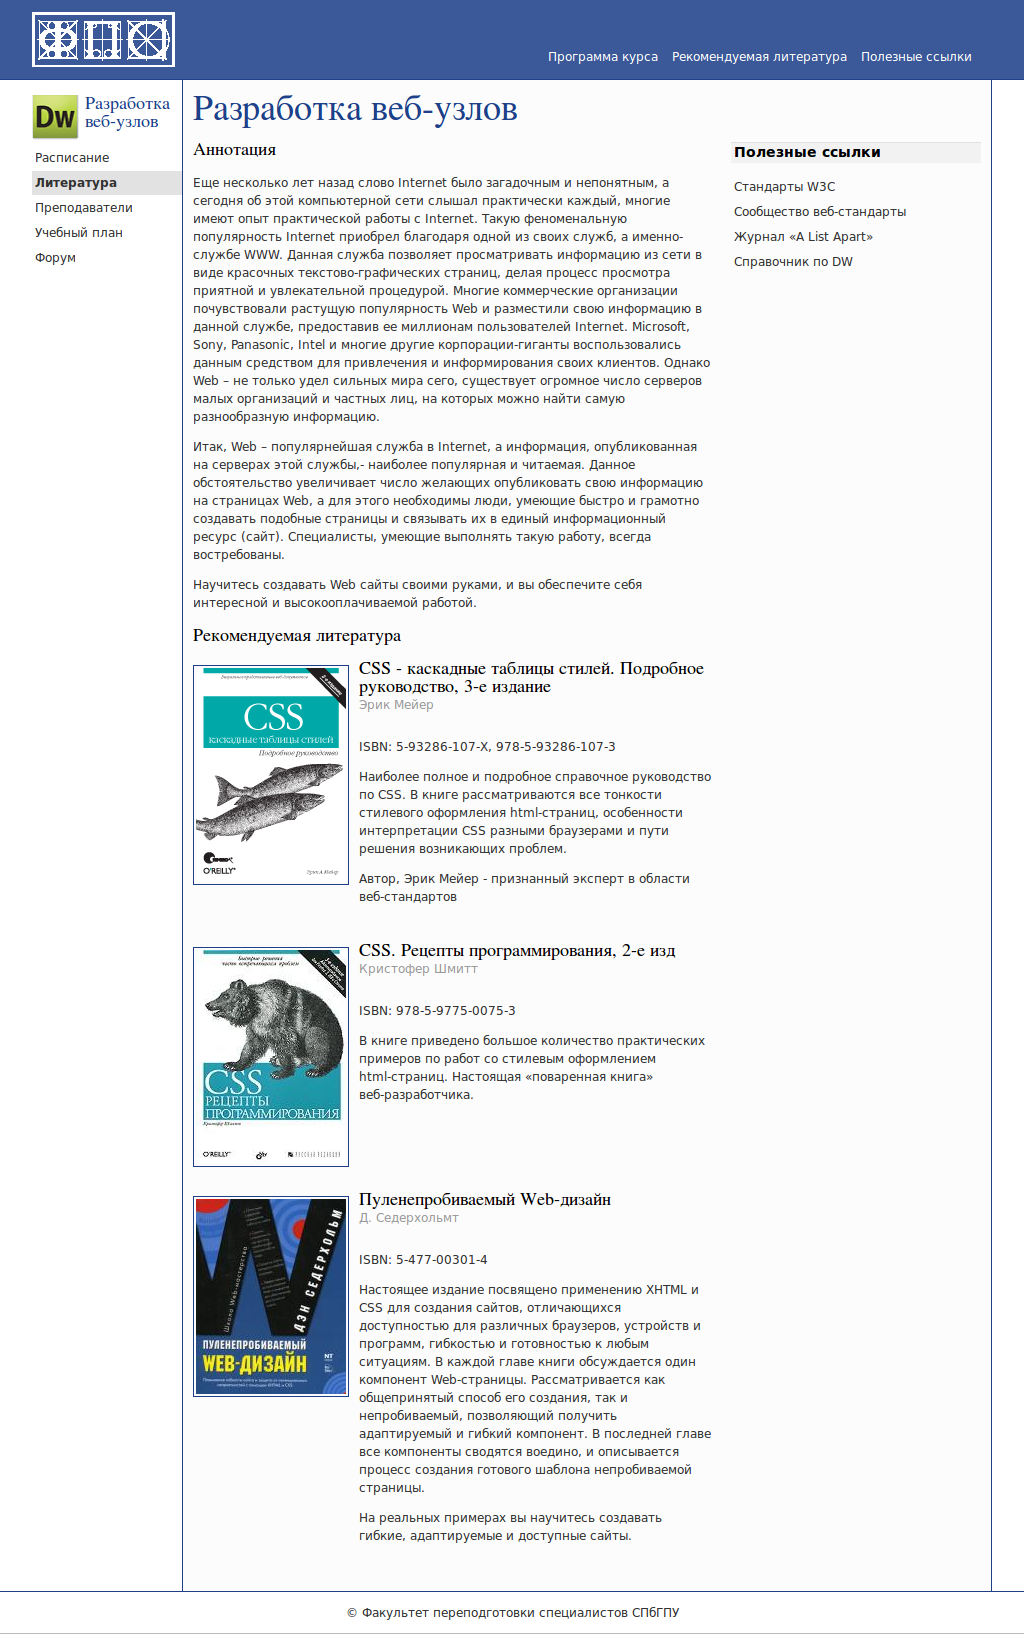 ФПО
Программа курса Рекомендуемая литература Полезные ссылки
Dw
Разработка
веб-узлов
Расписание
Литература
Преподаватели
Учебный план
Форум
Разработка веб-узлов
Аннотация
Еще несколько лет назад слово Internet было загадочным и непонятным, а
сегодня об этой компьютерной сети слышал практически каждый, многие
имеют опыт практической работы с Internet. Такую феноменальную
популярность Internet приобрел благодаря одной из своих служб, а именно-
службе WWW. Данная служба позволяет просматривать информацию из сети в
виде красочных текстово-графических страниц, делая процесс просмотра
приятной и увлекательной процедурой. Многие коммерческие организации
почувствовали растущую популярность Web и разместили свою информацию в
данной службе, предоставив ее миллионам пользователей Internet. Microsoft,
Sony, Panasonic, Intel и многие другие корпорации-гиганты воспользовались
данным средством для привлечения и информирования своих клиентов. Однако
Web – не только удел сильных мира сего, существует огромное число серверов
малых организаций и частных лиц, на которых можно найти самую
разнообразную информацию.
Итак, Web – популярнейшая служба в Internet, а информация, опубликованная
на серверах этой службы,- наиболее популярная и читаемая. Данное
обстоятельство увеличивает число желающих опубликовать свою информацию
на страницах Web, а для этого необходимы люди, умеющие быстро и грамотно
создавать подобные страницы и связывать их в единый информационный
ресурс (сайт). Специалисты, умеющие выполнять такую работу, всегда
востребованы.
Научитесь создавать Web сайты своими руками, и вы обеспечите себя
интересной и высокооплачиваемой работой.
Полезные ссылки
Стандарты W3C
Сообщество веб-стандарты
Журнал «A List Apart»
Справочник по DW
Рекомендуемая литература
CSS
каскадные таблицы стилей
Подробное руководство
O'REILLY®
Эрик А. Мейер
CSS - каскадные таблицы стилей. Подробное
руководство, 3-е издание
Эрик Мейер
ISBN: 5-93286-107-X, 978-5-93286-107-3
Наиболее полное и подробное справочное руководство
по CSS. В книге рассматриваются все тонкости
стилевого оформления html-страниц, особенности
интерпретации CSS разными браузерами и пути
решения возникающих проблем.
Автор, Эрик Мейер - признанный эксперт в области
веб-стандартов
Быстрые решения
часто встречающихся проблем
CSS
РЕЦЕПТЫ
ПРОГРАММИРОВАНИЯ
Кристофер Шмитт
O'REILLY®
CSS. Рецепты программирования, 2-е изд
Кристофер Шмитт
ISBN: 978-5-9775-0075-3
В книге приведено большое количество практических
примеров по работ со стилевым оформлением
html-страниц. Настоящая «поваренная книга»
веб-разработчика.
Школа Web-мастерства
ДЭН СЕДЕРХОЛЬМ
ПУЛЕНЕПРОБИВАЕМЫЙ
WEB-ДИЗАЙН
NT
Пуленепробиваемый Web-дизайн
Д. Седерхольмт
ISBN: 5-477-00301-4
Настоящее издание посвящено применению XHTML и
CSS для создания сайтов, отличающихся
доступностью для различных браузеров, устройств и
программ, гибкостью и готовностью к любым
ситуациям. В каждой главе книги обсуждается один
компонент Web-страницы. Рассматривается как
общепринятый способ его создания, так и
непробиваемый, позволяющий получить
адаптируемый и гибкий компонент. В последней главе
все компоненты сводятся воедино, и описывается
процесс создания готового шаблона непробиваемой
страницы.
На реальных примерах вы научитесь создавать
гибкие, адаптируемые и доступные сайты.
© Факультет переподготовки специалистов СПбГПУ